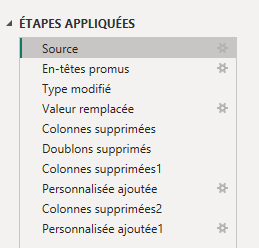 ÉTAPES APPLIQUÉES
Source
En-têtes promus
Type modifié
Valeur remplacée
Colonnes supprimées
Doublons supprimés
Colonnes supprimées1
Personnalisée ajoutée
Colonnes supprimées2
Personnalisée ajoutée1